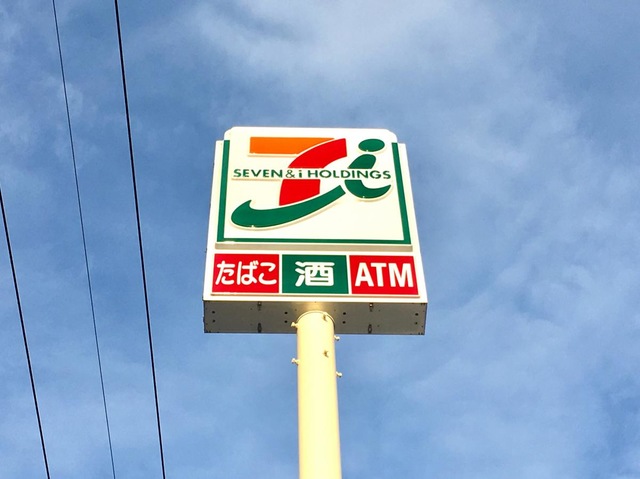 SEVEN & i HOLDINGS
たばこ 酒 ATM